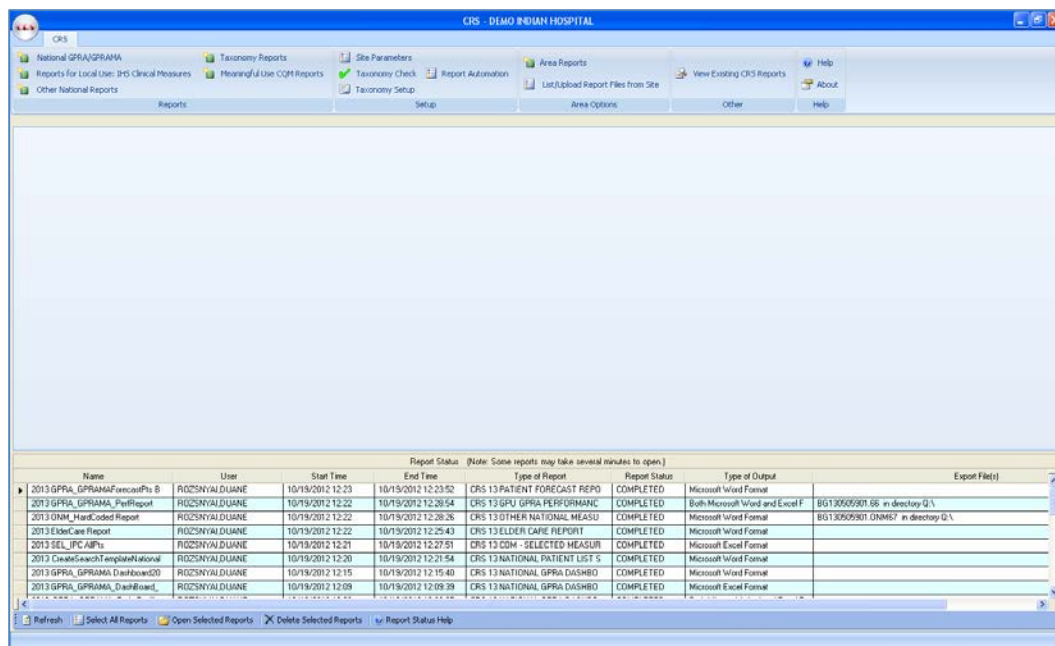 CRS - DEMO INDIAN HOSPITAL
CRS
National GPRA/GPRAMA
Reports for Local Use: IHS Clinical Measures
Other National Reports
Taxonomy Reports
Meaningful Use CQM Reports
Reports
Site Parameters
Taxonomy Check Report Automation
Taxonomy Setup
Setup
Area Reports
List/Upload Report Files from Site
Area Options
View Existing CRS Reports
Other
Help
About
Help
Report Status (Note: Some reports may take several minutes to open.)
Name User Start Time End Time Type of Report Report Status Type of Output Export File(s)
2013 GPRA_GPRAMAForecastPts B ROZSNYAI,DUANE 10/19/2012 12:23 10/19/2012 12:23:52 CRS 13 PATIENT FORECAST REPO COMPLETED Microsoft Word Format
2013 GPRA_GPRAMA_PerfReport ROZSNYAI,DUANE 10/19/2012 12:22 10/19/2012 12:28:54 CRS 13 GPU GPRA PERFORMANC COMPLETED Both Microsoft Word and Excel F BG130505901.66 in directory Q:\
2013 ONM_HardCoded Report ROZSNYAI,DUANE 10/19/2012 12:22 10/19/2012 12:28:26 CRS 13 OTHER NATIONAL MEASU COMPLETED Microsoft Word Format BG130505901.ONM67 in directory Q:\
2013 ElderCare Report ROZSNYAI,DUANE 10/19/2012 12:22 10/19/2012 12:25:43 CRS 13 ELDER CARE REPORT COMPLETED Microsoft Excel Format
2013 SEL_IPC AllPts ROZSNYAI,DUANE 10/19/2012 12:21 10/19/2012 12:27:51 CRS 13 COM - SELECTED MEASUR COMPLETED Microsoft Excel Format
2013 CreateSearchTemplateNational ROZSNYAI,DUANE 10/19/2012 12:20 10/19/2012 12:21:54 CRS 13 NATIONAL PATIENT LIST S COMPLETED Microsoft Word Format
2013 GPRA_GPRAMA Dashboard20 ROZSNYAI,DUANE 10/19/2012 12:15 10/19/2012 12:15:40 CRS 13 NATIONAL GPRA DASHBO COMPLETED Microsoft Excel Format
2013 GPRA_GPRAMA_DashBoard_ ROZSNYAI,DUANE 10/19/2012 12:09 10/19/2012 12:09:39 CRS 13 NATIONAL GPRA DASHBO COMPLETED Microsoft Excel Format
Refresh Select All Reports Open Selected Reports Delete Selected Reports Report Status Help